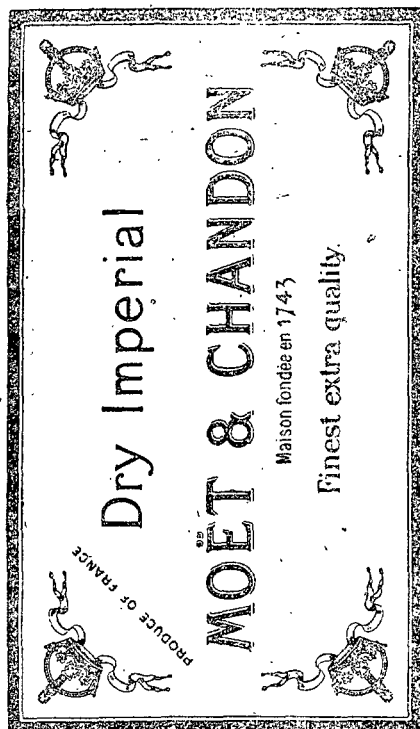 PRODUCE OF FRANCE
Dry Imperial
MOËT & CHANDON
Maison fondée en 1743
Finest extra quality.